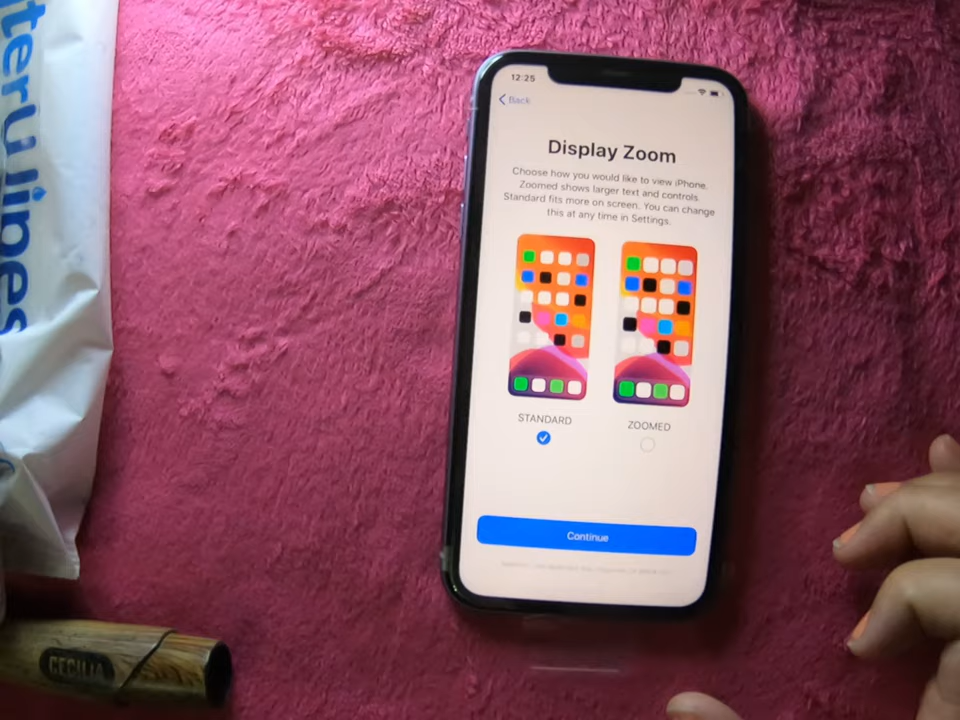 12:25
Back
Display Zoom
Choose how you would like to view iPhone.
Zoomed shows larger text and controls.
Standard fits more on screen. You can change
this at any time in Settings.
STANDARD
ZOOMED
Continue
CECILIA